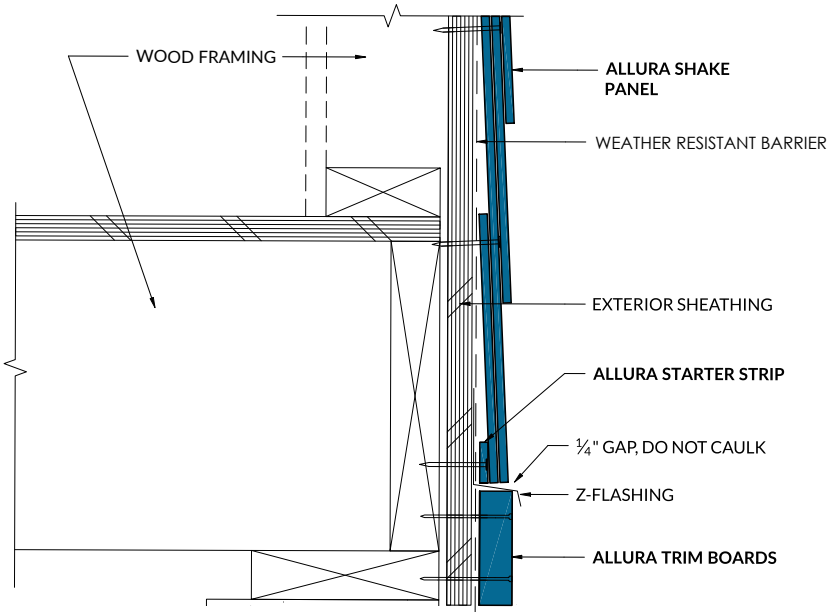 WOOD FRAMING
ALLURA SHAKE
PANEL
WEATHER RESISTANT BARRIER
EXTERIOR SHEATHING
ALLURA STARTER STRIP
¼" GAP, DO NOT CAULK
Z-FLASHING
ALLURA TRIM BOARDS